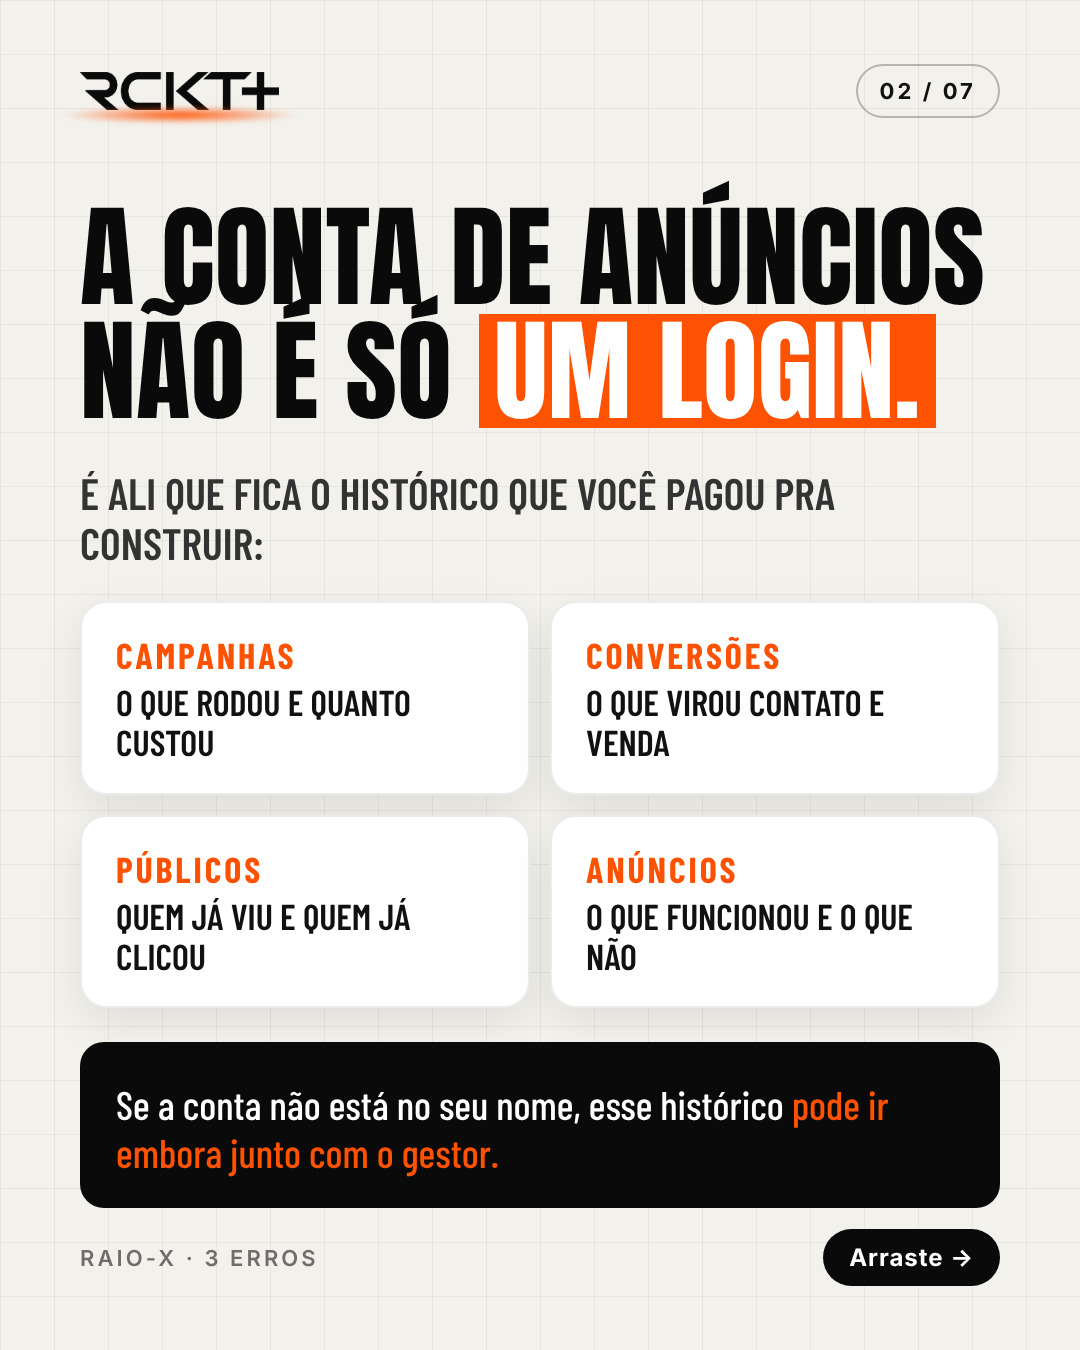 RCKT+
02 / 07
A CONTA DE ANÚNCIOS
NÃO É SÓ UM LOGIN.
É ALI QUE FICA O HISTÓRICO QUE VOCÊ PAGOU PRA
CONSTRUIR:
CAMPANHAS
O QUE RODOU E QUANTO
CUSTOU
CONVERSÕES
O QUE VIROU CONTATO E
VENDA
PÚBLICOS
QUEM JÁ VIU E QUEM JÁ
CLICOU
ANÚNCIOS
O QUE FUNCIONOU E O QUE
NÃO
Se a conta não está no seu nome, esse histórico pode ir
embora junto com o gestor.
RAIO-X · 3 ERROS
Arraste →